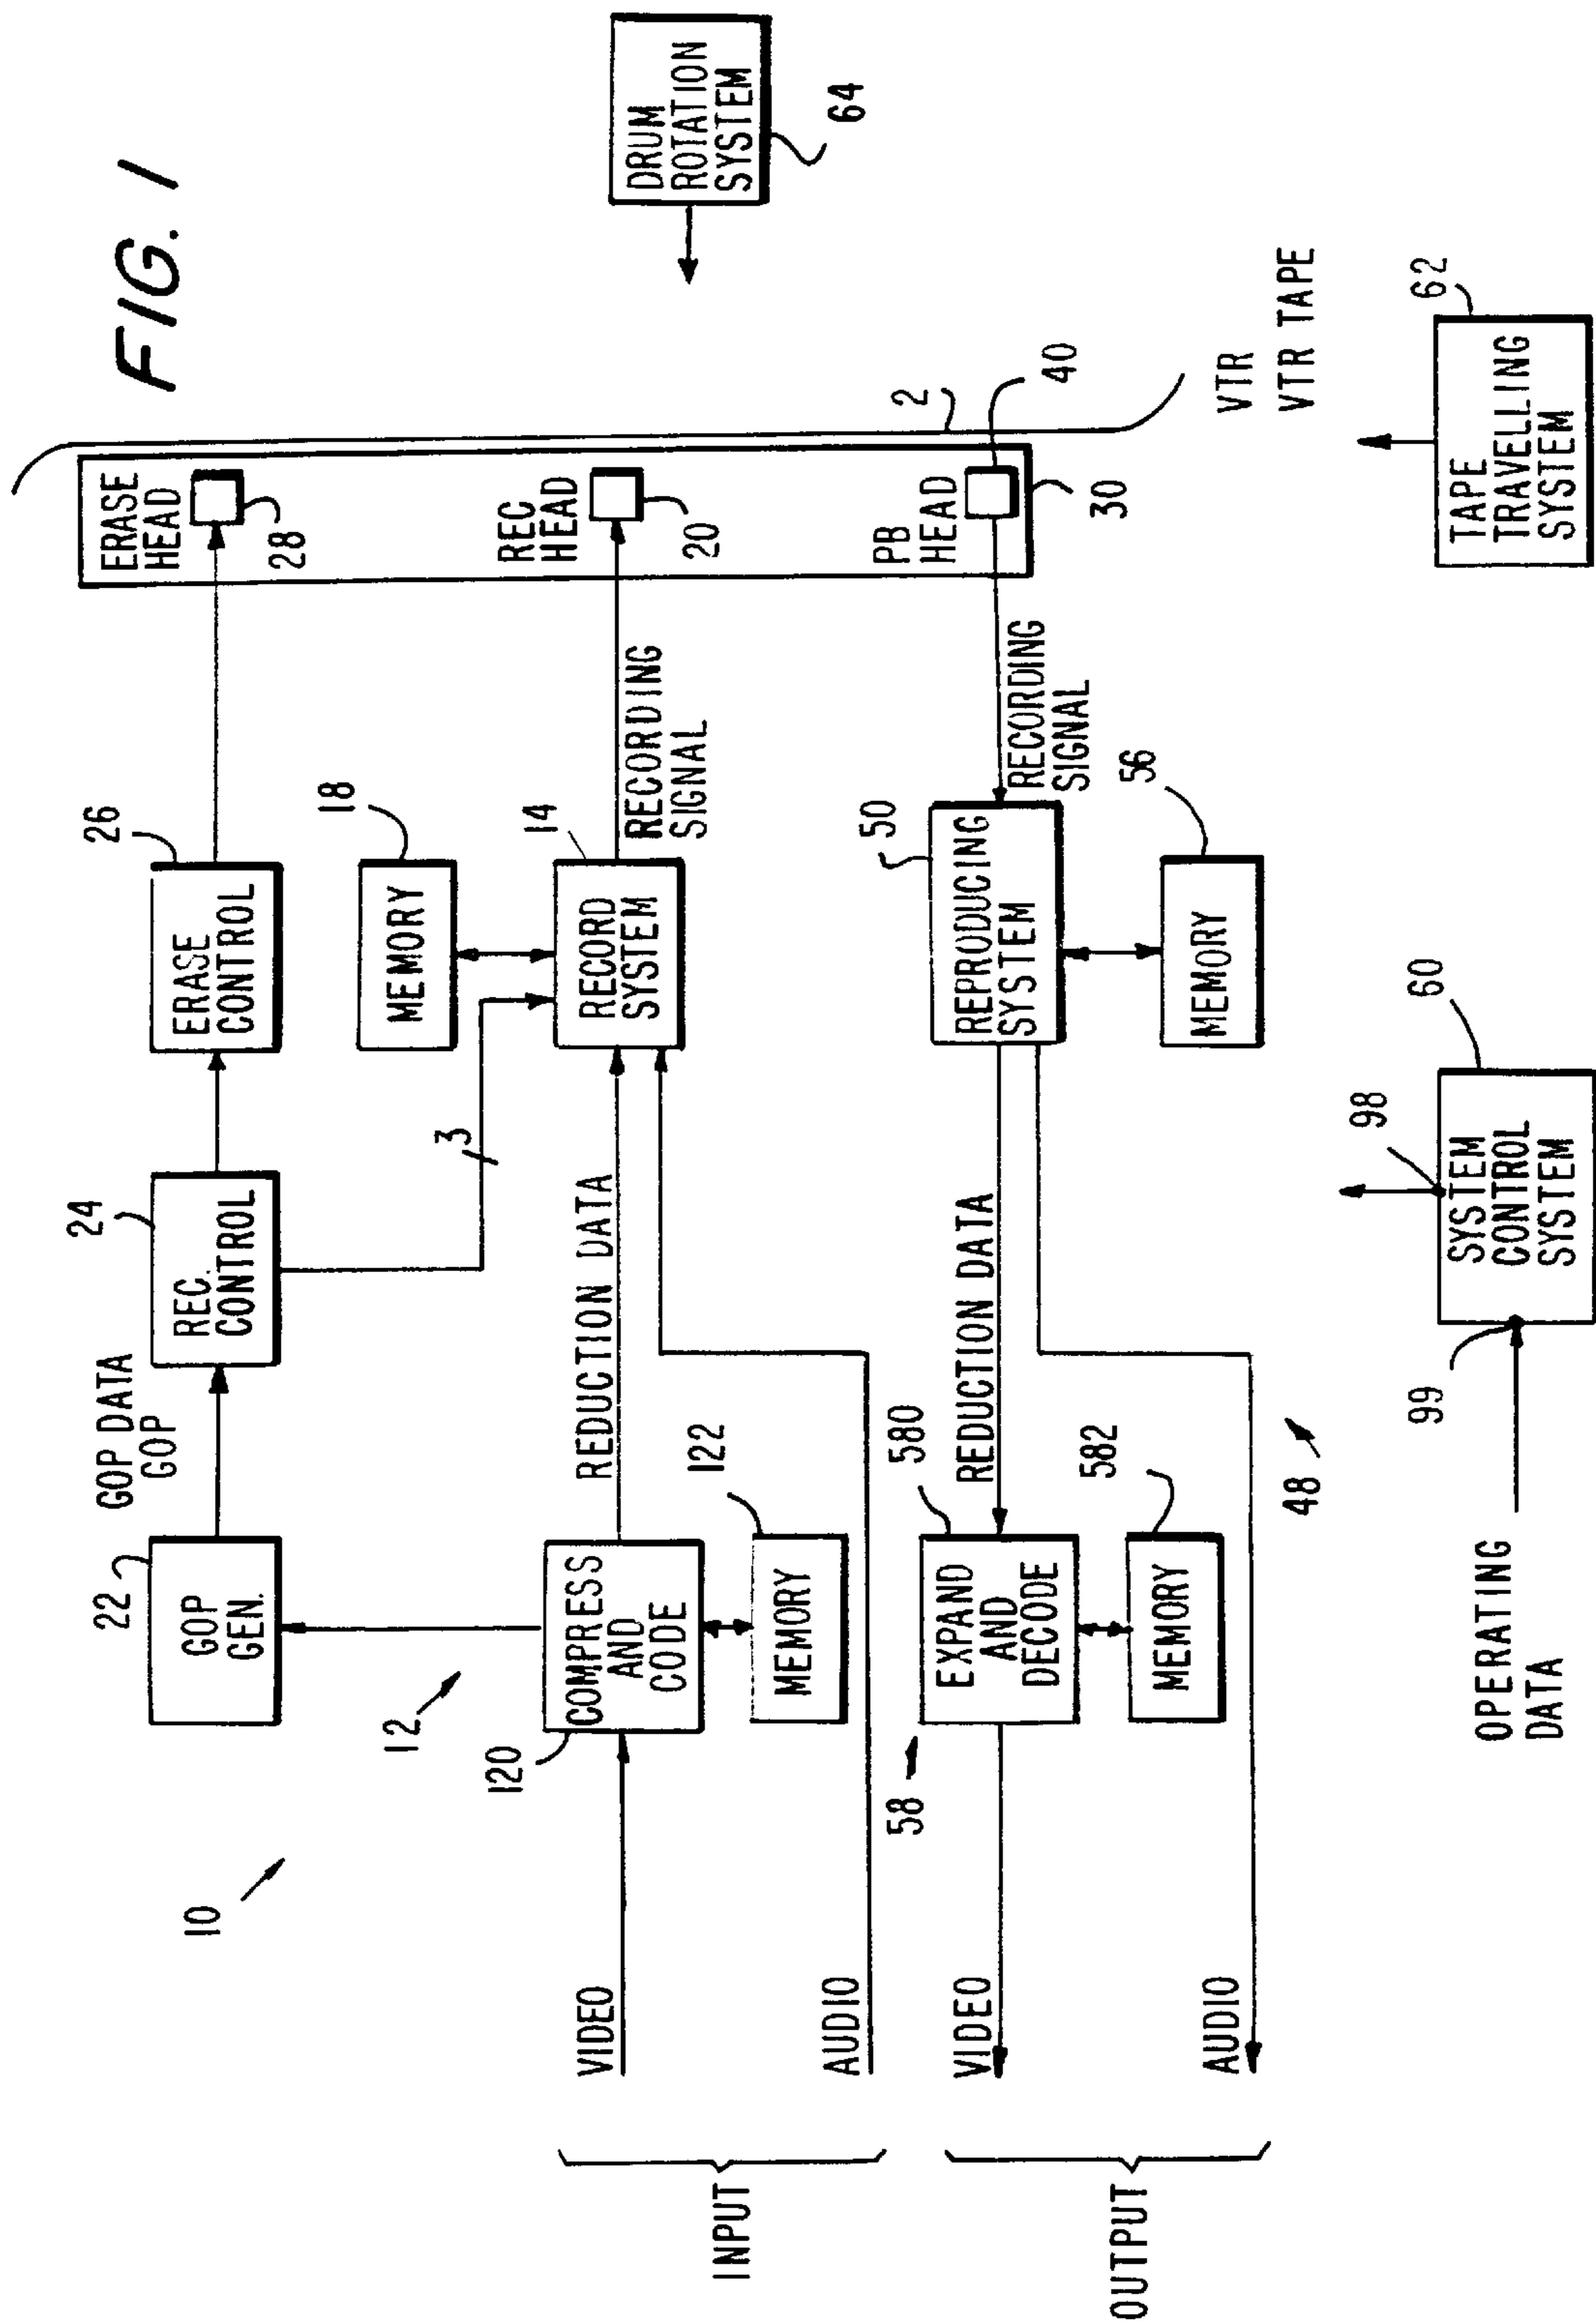 FIG. 1
22
GOP
GEN.
GOP DATA
GOP
24
REC.
CONTROL
26
ERASE
CONTROL
ERASE
HEAD
28
10
12
3
18
MEMORY
VIDEO
120
COMPRESS
AND
CODE
REDUCTION DATA
14
RECORD
SYSTEM
RECORDING
SIGNAL
REC
HEAD
20
DRUM
ROTATION
SYSTEM
64
INPUT
122
MEMORY
AUDIO
58
VIDEO
580
EXPAND
AND
DECODE
REDUCTION DATA
50
REPRODUCING
SYSTEM
RECORDING
SIGNAL
PB
HEAD
2
40
30
OUTPUT
582
MEMORY
56
MEMORY
AUDIO
48
VTR
VTR TAPE
OPERATING
DATA
99
98
60
SYSTEM
CONTROL
SYSTEM
62
TAPE
TRAVELLING
SYSTEM